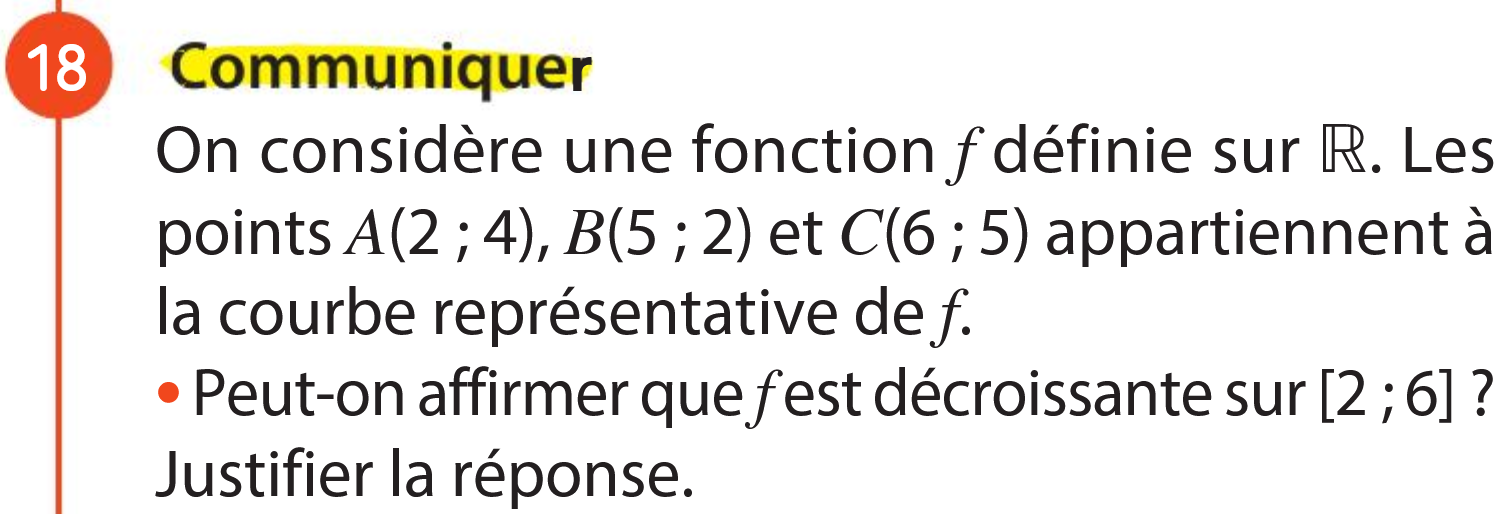 18 Communiquer
On considère une fonction f définie sur ℝ. Les
points A(2 ; 4), B(5 ; 2) et C(6 ; 5) appartiennent à
la courbe représentative de f.
• Peut-on affirmer que f est décroissante sur [2 ; 6] ?
Justifier la réponse.